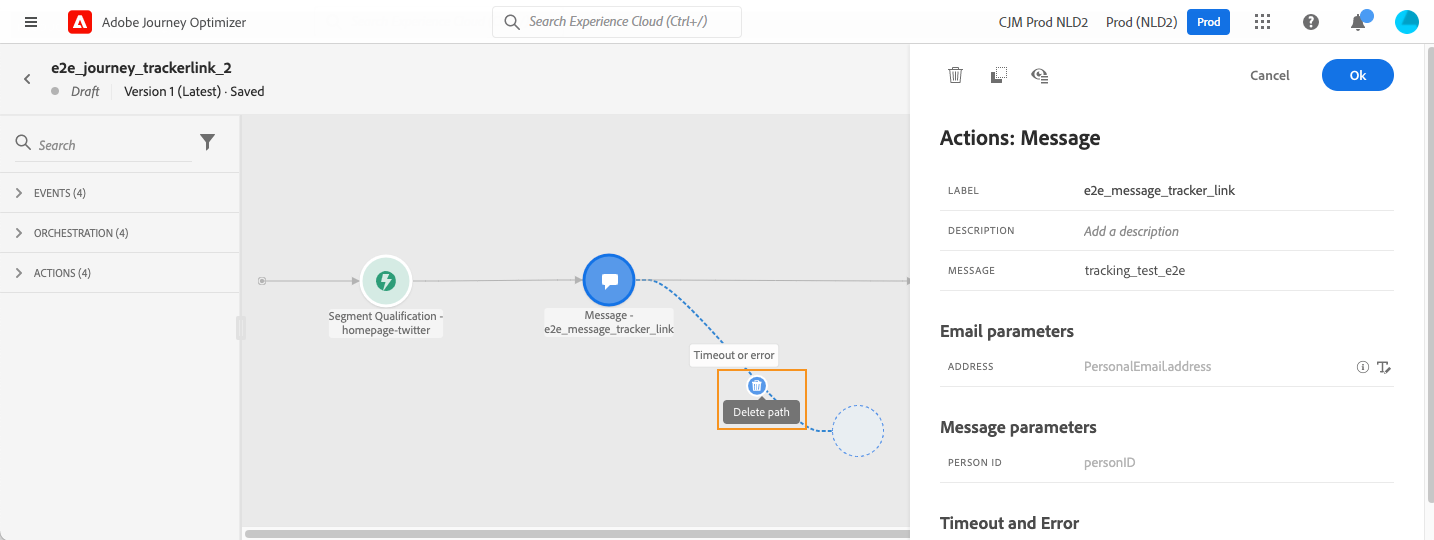 Adobe Journey Optimizer
Search Experience Cloud (Ctrl+/)
CJM Prod NLD2
Prod (NLD2)
Prod
e2e_journey_trackerlink_2
Draft
Version 1 (Latest) · Saved
Cancel
Ok
Search
EVENTS (4)
ORCHESTRATION (4)
ACTIONS (4)
Segment Qualification -
homepage-twitter
Message -
e2e_message_tracker_link
Timeout or error
Delete path
Actions: Message
LABEL
e2e_message_tracker_link
DESCRIPTION
Add a description
MESSAGE
tracking_test_e2e
Email parameters
ADDRESS
PersonalEmail.address
Message parameters
PERSON ID
personID
Timeout and Error